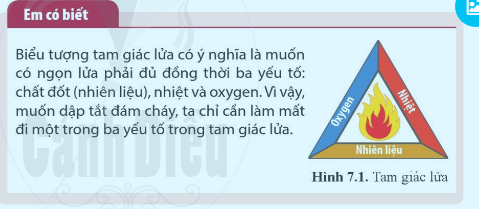 Em có biết
Biểu tượng tam giác lửa có ý nghĩa là muốn
có ngọn lửa phải đủ đồng thời ba yếu tố:
chất đốt (nhiên liệu), nhiệt và oxygen. Vì vậy,
muốn dập tắt đám cháy, ta chỉ cần làm mất
đi một trong ba yếu tố trong tam giác lửa.
Oxygen
Nhiệt
Nhiên liệu
Hình 7.1. Tam giác lửa
Cánh Diều